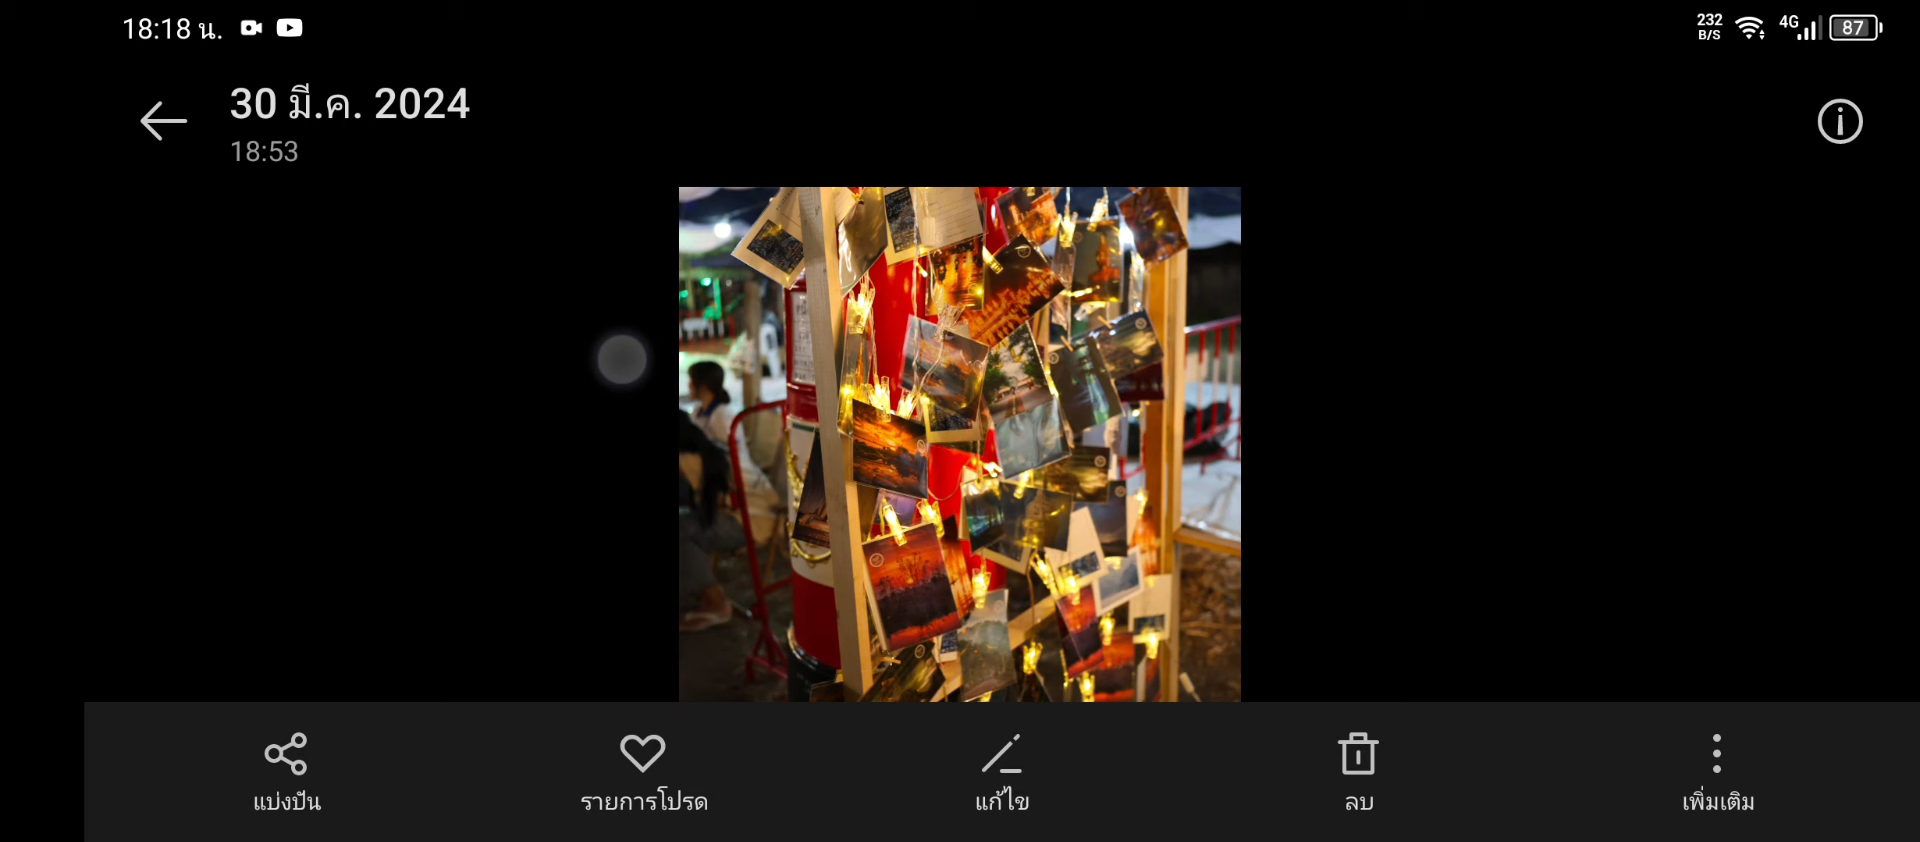 18:18 น.
232 B/S 4G 87
30 มี.ค. 2024
18:53
แบ่งปัน
รายการโปรด
แก้ไข
ลบ
เพิ่มเติม